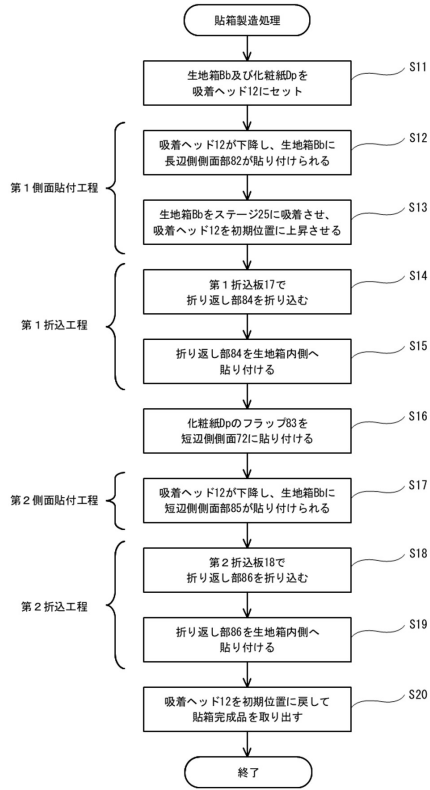 貼箱製造処理
生地箱Bb及び化粧紙Dpを
吸着ヘッド12にセット
S11
吸着ヘッド12が下降し、生地箱Bbに
長辺側側面部82が貼り付けられる
S12
第1側面貼付工程
生地箱Bbをステージ25に吸着させ、
吸着ヘッド12を初期位置に上昇させる
S13
第1折込板17で
折り返し部84を折り込む
S14
第1折込工程
折り返し部84を生地箱内側へ
貼り付ける
S15
化粧紙Dpのフラップ83を
短辺側側面72に貼り付ける
S16
第2側面貼付工程
吸着ヘッド12が下降し、生地箱Bbに
短辺側側面部85が貼り付けられる
S17
第2折込板18で
折り返し部86を折り込む
S18
第2折込工程
折り返し部86を生地箱内側へ
貼り付ける
S19
吸着ヘッド12を初期位置に戻して
貼箱完成品を取り出す
S20
終了